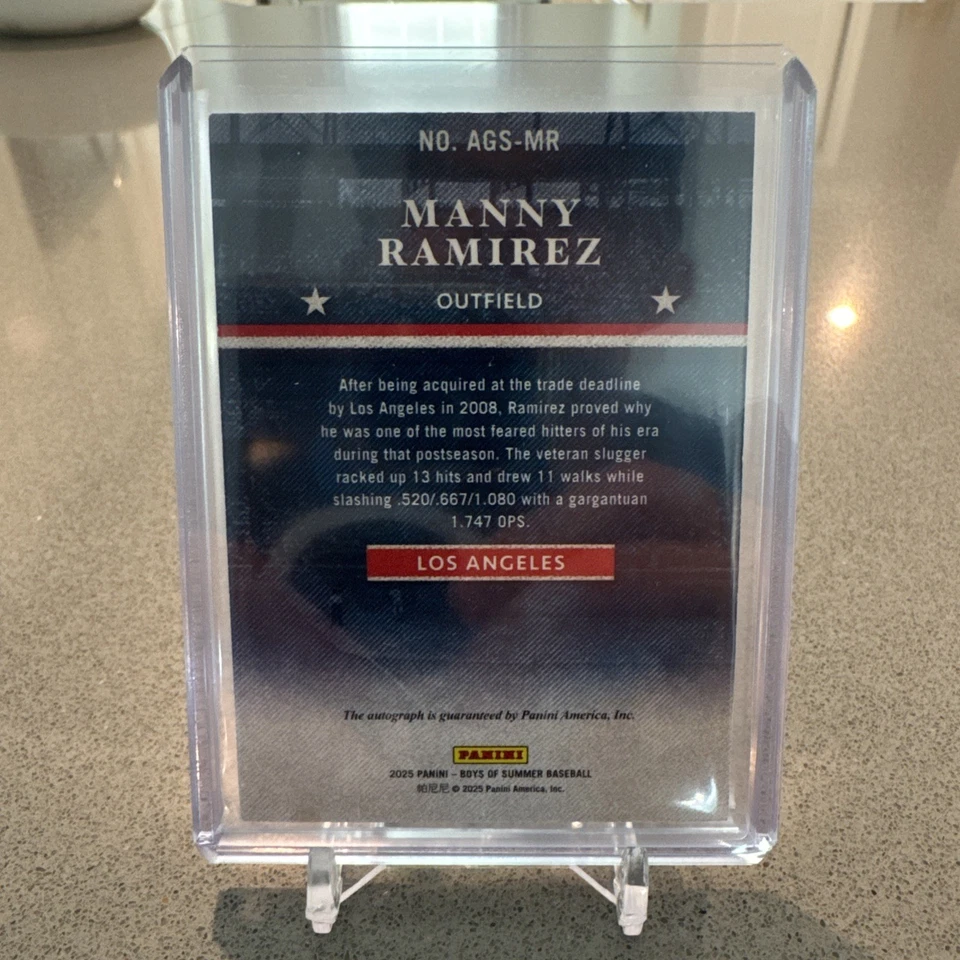 NO. AGS-MR
MANNY
RAMIREZ
OUTFIELD
After being acquired at the trade deadline
by Los Angeles in 2008, Ramirez proved why
he was one of the most feared hitters of his era
during that postseason. The veteran slugger
racked up 13 hits and drew 11 walks while
slashing .520/.667/1.080 with a gargantuan
1.747 OPS.
LOS ANGELES
The autograph is guaranteed by Panini America, Inc.
PANINI
2025 PANINI – BOYS OF SUMMER BASEBALL
帕尼尼 © 2025 Panini America, Inc.